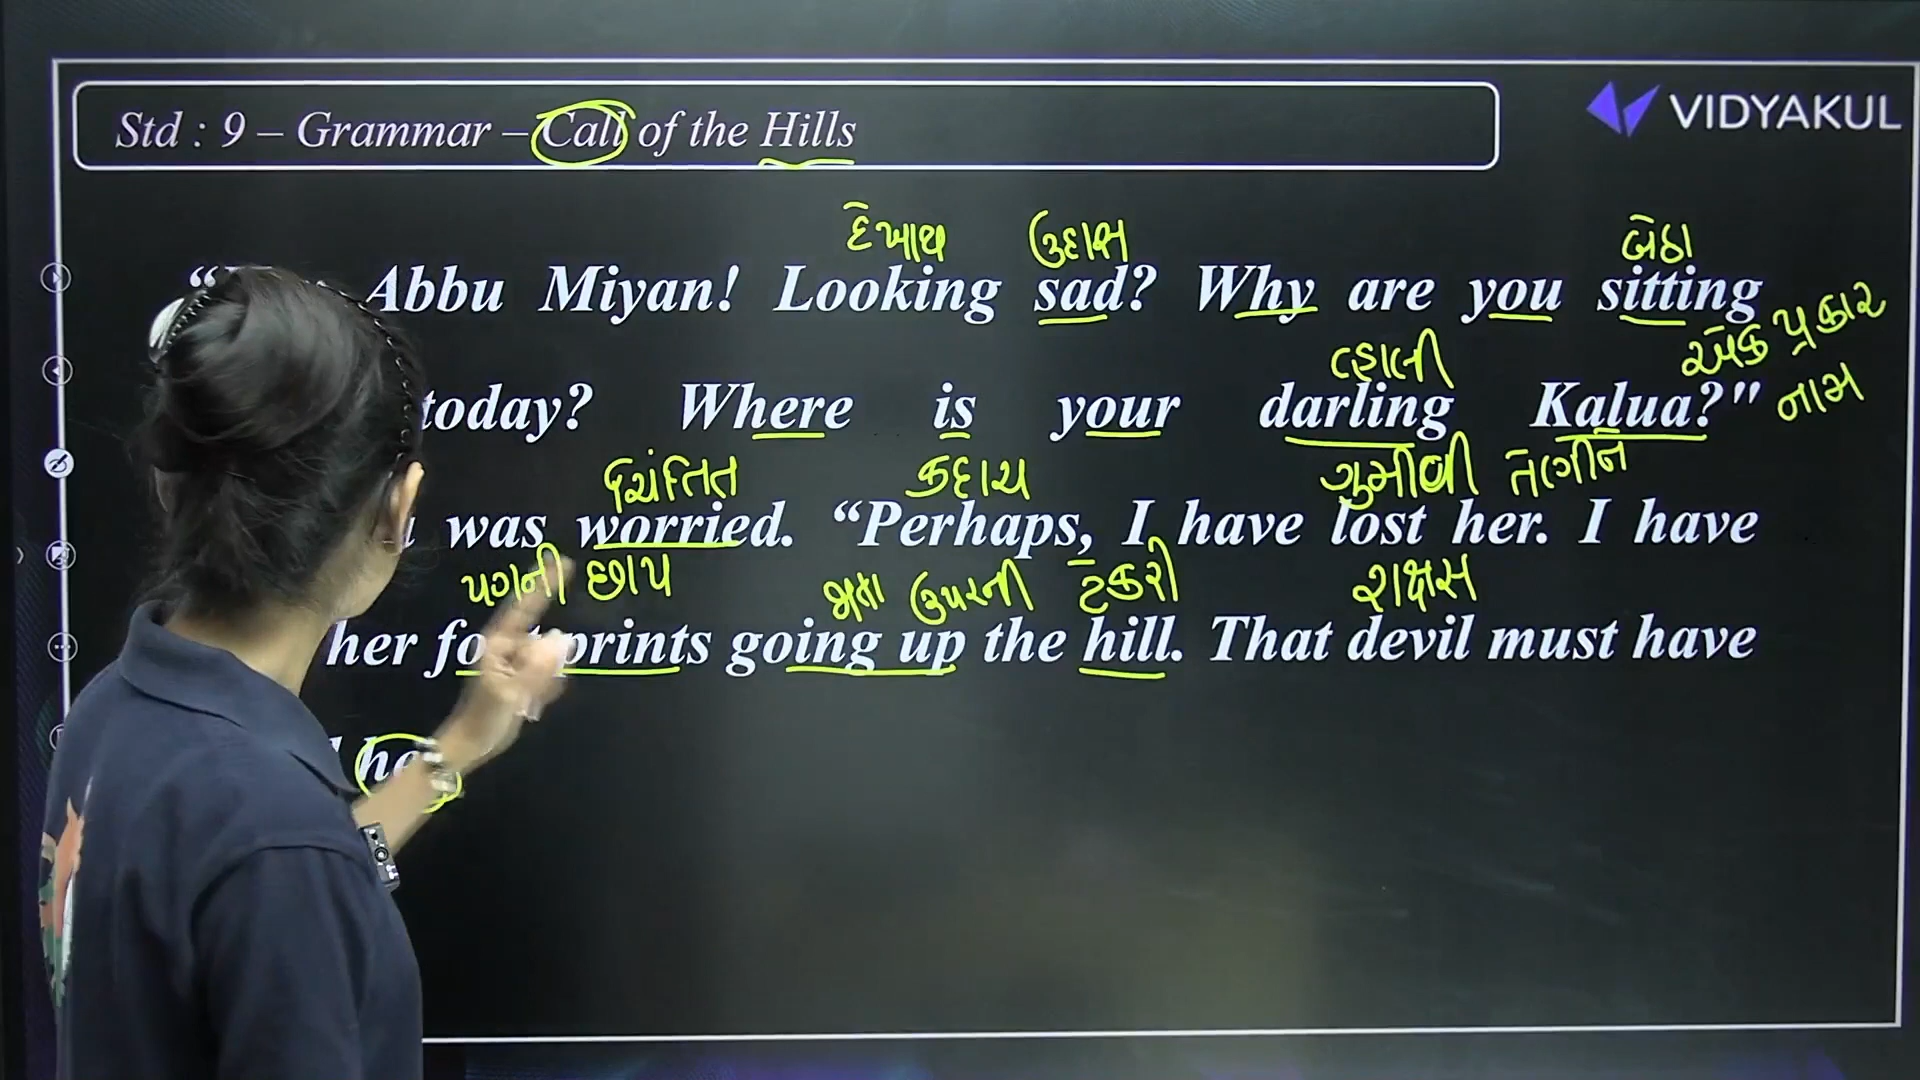 Std : 9 – Grammar – Call of the Hills
VIDYAKUL
દેખાય ઉદાસ બેઠા
Abbu Miyan! Looking sad? Why are you sitting
એક પ્રકાર
વ્હાલી
today? Where is your darling Kalua?" નામ
ચિંતિત કદાચ ગુમાવી તેણીને
was worried. “Perhaps, I have lost her. I have
પગની છાપ જતા ઉપરની ટેકરી રાક્ષસ
her prints going up the hill. That devil must have